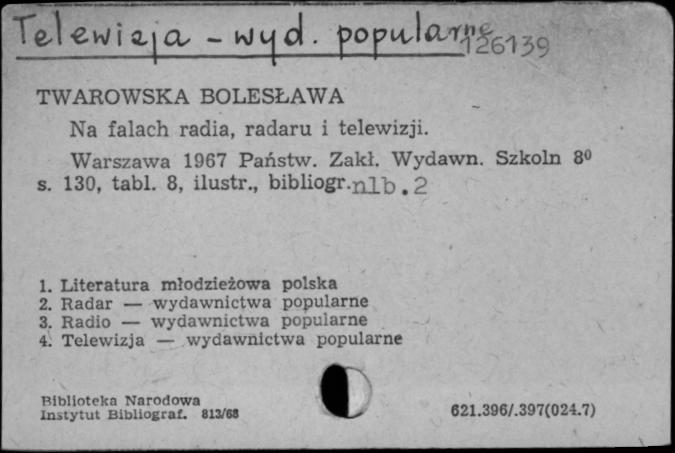 Telewizja - wyd. popularne
126139
TWAROWSKA BOLESŁAWA
Na falach radia, radaru i telewizji.
Warszawa 1967 Państw. Zakł. Wydawn. Szkoln 8⁰
s. 130, tabl. 8, ilustr., bibliogr. nlb. 2
1. Literatura młodzieżowa polska
2. Radar — wydawnictwa popularne
3. Radio — wydawnictwa popularne
4. Telewizja — wydawnictwa popularne
Biblioteka Narodowa
Instytut Bibliograf. 813/68
621.396/.397(024.7)